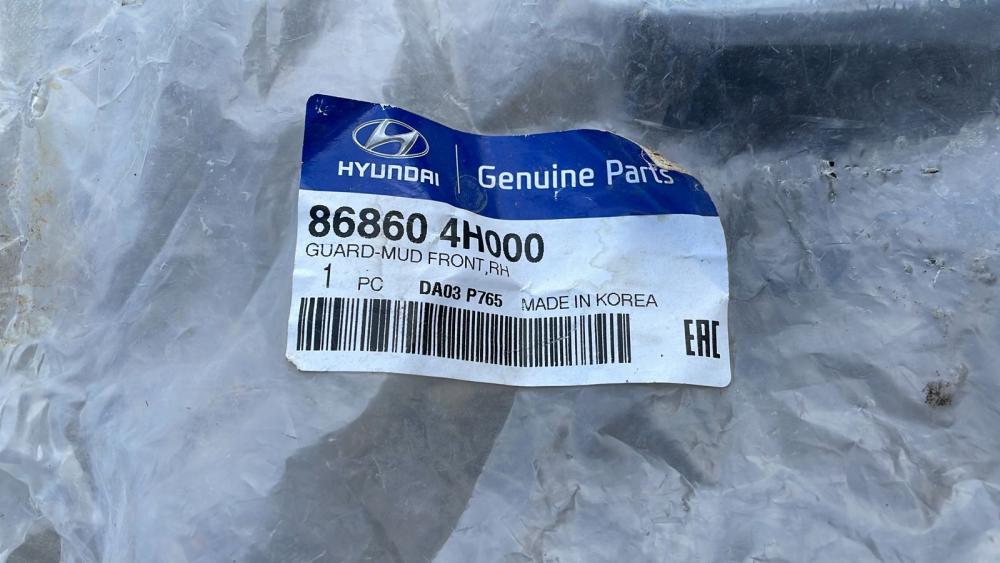 HYUNDAI
Genuine Parts
86860 4H000
GUARD-MUD FRONT,RH
1 PC DA03 P765 MADE IN KOREA
EAC